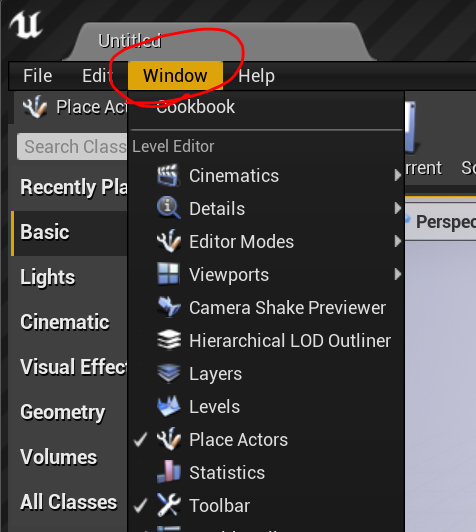 Untitled
File Edit Window Help
Place Act
Cookbook
Search Class
Level Editor
Recently Pla
Cinematics
Details
Basic
Editor Modes
Lights
Viewports
Cinematic
Camera Shake Previewer
Visual Effec
Hierarchical LOD Outliner
Layers
Geometry
Levels
Volumes
Place Actors
Statistics
All Classes
Toolbar
rrent
Perspec